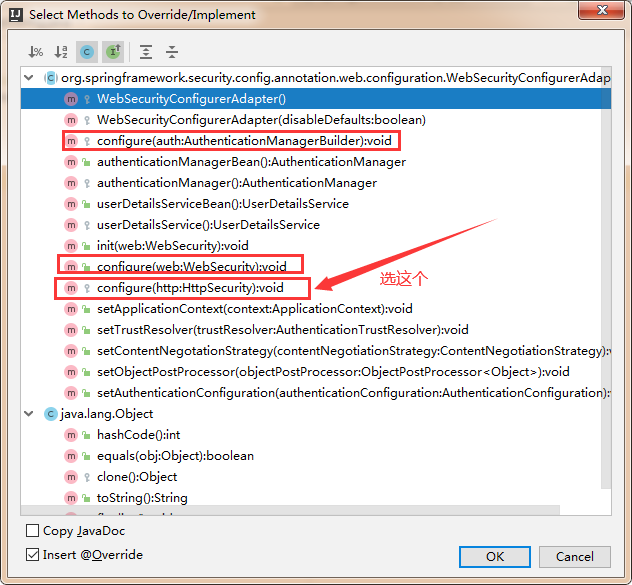 Select Methods to Override/Implement
org.springframework.security.config.annotation.web.configuration.WebSecurityConfigurerAdap
WebSecurityConfigurerAdapter()
WebSecurityConfigurerAdapter(disableDefaults:boolean)
configure(auth:AuthenticationManagerBuilder):void
authenticationManagerBean():AuthenticationManager
authenticationManager():AuthenticationManager
userDetailsServiceBean():UserDetailsService
userDetailsService():UserDetailsService
init(web:WebSecurity):void
configure(web:WebSecurity):void
configure(http:HttpSecurity):void
选这个
setApplicationContext(context:ApplicationContext):void
setTrustResolver(trustResolver:AuthenticationTrustResolver):void
setContentNegotationStrategy(contentNegotiationStrategy:ContentNegotiationStrategy):v
setObjectPostProcessor(objectPostProcessor:ObjectPostProcessor<Object>):void
setAuthenticationConfiguration(authenticationConfiguration:AuthenticationConfiguration):
java.lang.Object
hashCode():int
equals(obj:Object):boolean
clone():Object
toString():String
Copy JavaDoc
Insert @Override
OK
Cancel